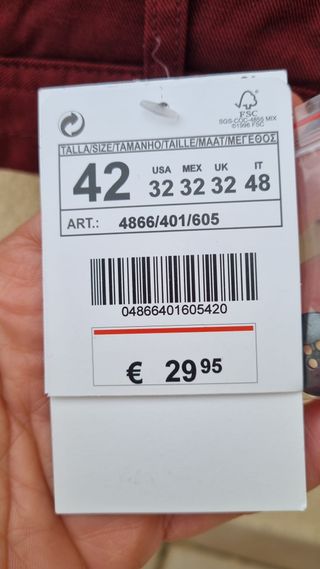 FSC
SGS-COC-4855 MIX
©1996 FSC
TALLA/SIZE/TAMANHO/TAILLE/MAAT/ΜΕΓΕΘΟΣ
42 USA 32 MEX 32 UK 32 IT 48
ART.: 4866/401/605
04866401605420
€ 29 95